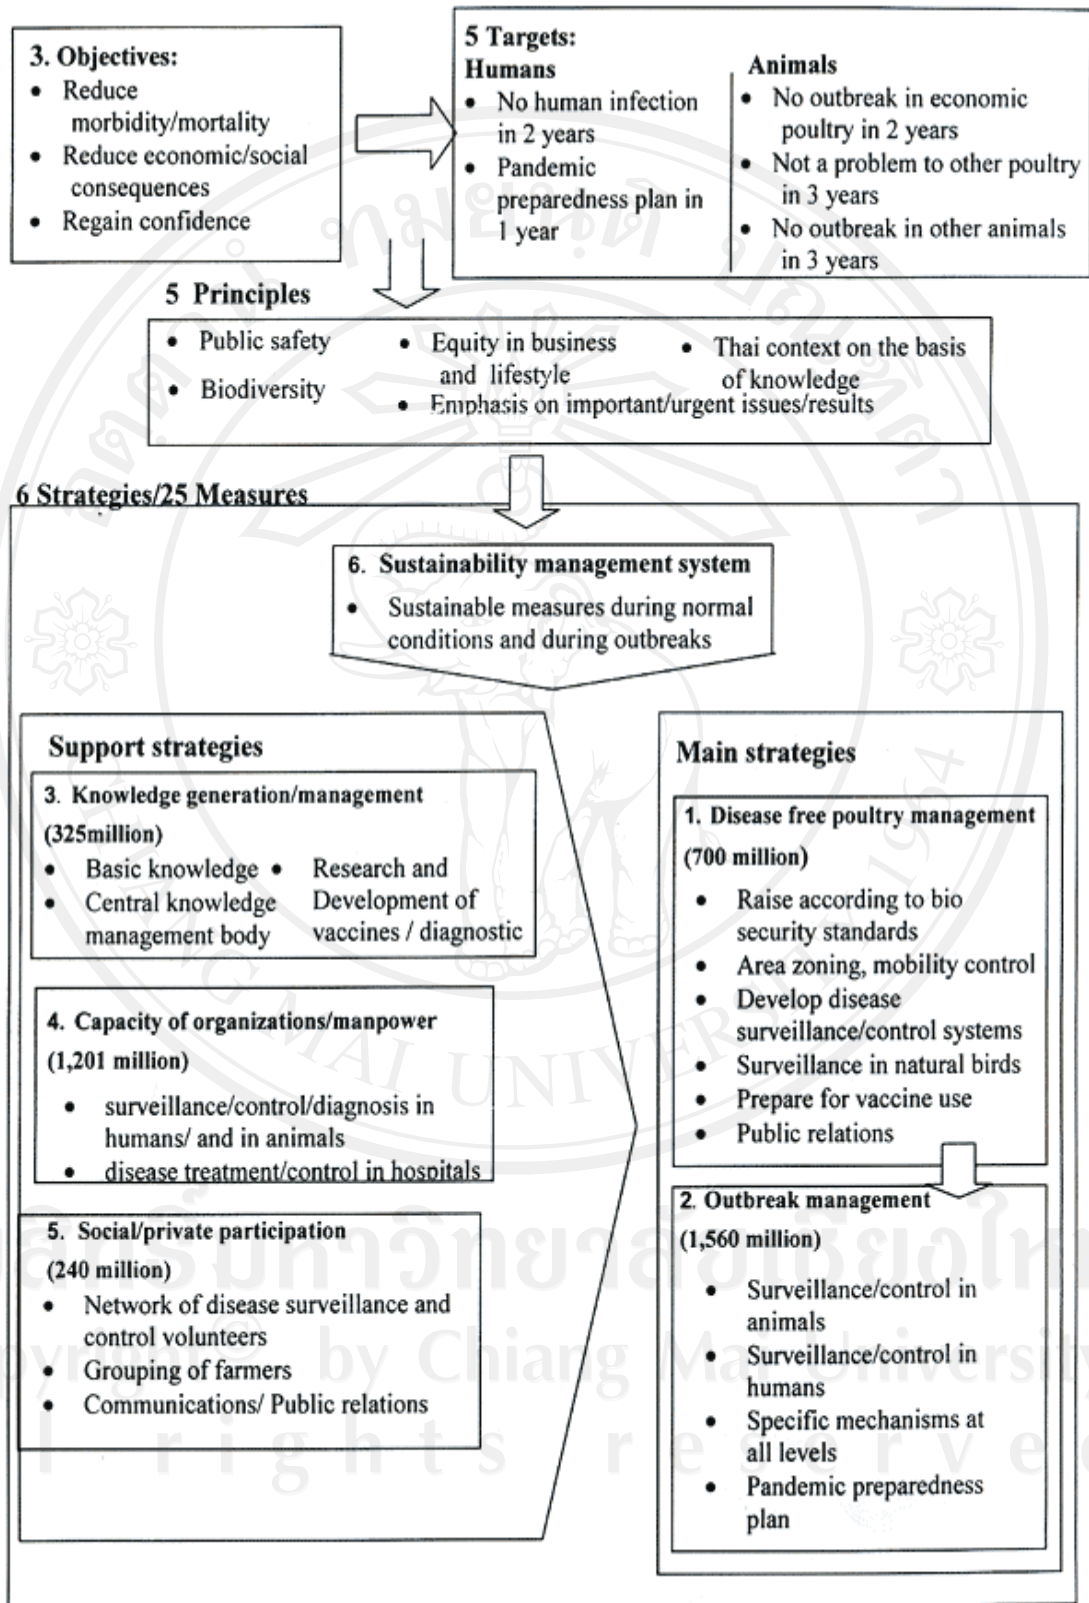 3. Objectives:
• Reduce
morbidity/mortality
• Reduce economic/social
consequences
• Regain confidence
5 Targets:
Humans
• No human infection
in 2 years
• Pandemic
preparedness plan in
1 year
Animals
• No outbreak in economic
poultry in 2 years
• Not a problem to other poultry
in 3 years
• No outbreak in other animals
in 3 years
5 Principles
• Public safety
• Biodiversity
• Equity in business
and lifestyle
• Emphasis on important/urgent issues/results
• Thai context on the basis
of knowledge
6 Strategies/25 Measures
6. Sustainability management system
• Sustainable measures during normal
conditions and during outbreaks
Support strategies
3. Knowledge generation/management
(325million)
• Basic knowledge
• Central knowledge
management body
• Research and
Development of
vaccines / diagnostic
4. Capacity of organizations/manpower
(1,201 million)
• surveillance/control/diagnosis in
humans/ and in animals
• disease treatment/control in hospitals
5. Social/private participation
(240 million)
• Network of disease surveillance and
control volunteers
• Grouping of farmers
• Communications/ Public relations
Main strategies
1. Disease free poultry management
(700 million)
• Raise according to bio
security standards
• Area zoning, mobility control
• Develop disease
surveillance/control systems
• Surveillance in natural birds
• Prepare for vaccine use
• Public relations
2. Outbreak management
(1,560 million)
• Surveillance/control in
animals
• Surveillance/control in
humans
• Specific mechanisms at
all levels
• Pandemic preparedness
plan
CHIANG MAI UNIVERSITY 1964
by Chiang Mai University
rights reserve